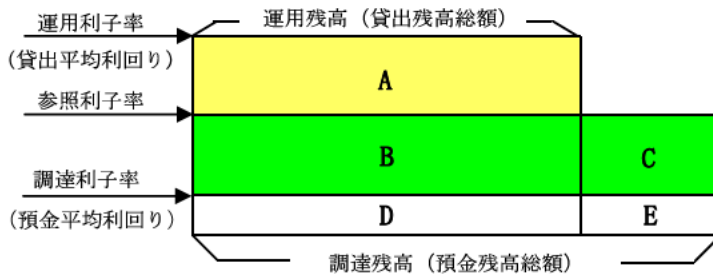 運用利子率
運用残高（貸出残高総額）
(貸出平均利回り)
A
参照利子率
B
C
調達利子率
(預金平均利回り)
D
E
調達残高（預金残高総額）